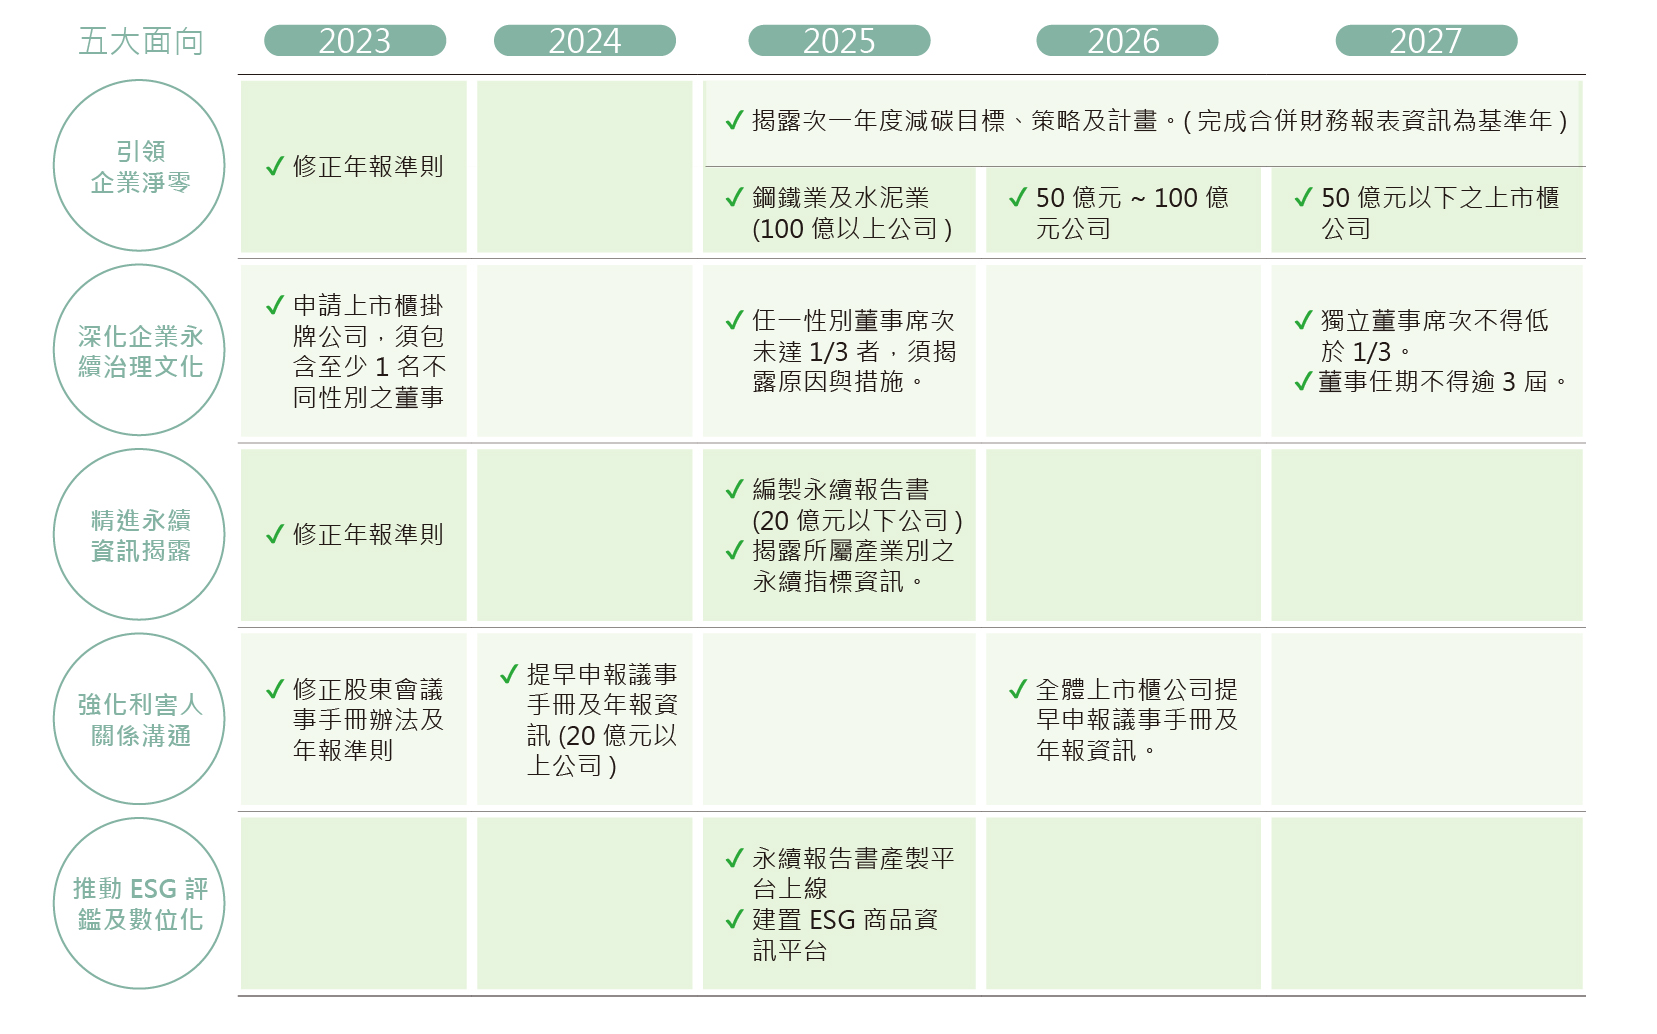 五大面向
2023
2024
2025
2026
2027
引領
企業淨零
✓ 修正年報準則
✓ 揭露次一年度減碳目標、策略及計畫。( 完成合併財務報表資訊為基準年 )
✓ 鋼鐵業及水泥業
(100 億以上公司 )
✓ 50 億元 ~ 100 億
元公司
✓ 50 億元以下之上市櫃
公司
深化企業永
續治理文化
✓ 申請上市櫃掛
牌公司，須包
含至少 1 名不
同性別之董事
✓ 任一性別董事席次
未達 1/3 者，須揭
露原因與措施。
✓ 獨立董事席次不得低
於 1/3。
✓ 董事任期不得逾 3 屆。
精進永續
資訊揭露
✓ 修正年報準則
✓ 編製永續報告書
(20 億元以下公司 )
✓ 揭露所屬產業別之
永續指標資訊。
強化利害人
關係溝通
✓ 修正股東會議
事手冊辦法及
年報準則
✓ 提早申報議事
手冊及年報資
訊 (20 億元以
上公司 )
✓ 全體上市櫃公司提
早申報議事手冊及
年報資訊。
推動 ESG 評
鑑及數位化
✓ 永續報告書產製平
台上線
✓ 建置 ESG 商品資
訊平台